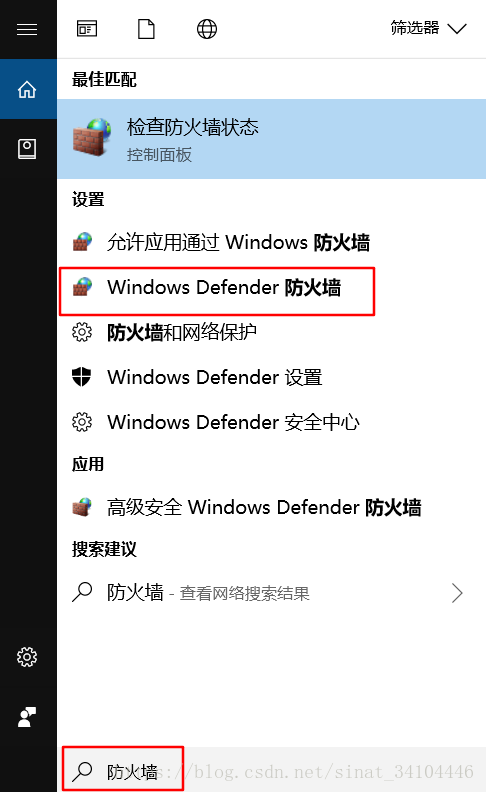 筛选器
最佳匹配
检查防火墙状态
控制面板
设置
允许应用通过 Windows 防火墙
Windows Defender 防火墙
防火墙和网络保护
Windows Defender 设置
Windows Defender 安全中心
应用
高级安全 Windows Defender 防火墙
搜索建议
防火墙 - 查看网络搜索结果
防火墙
https://blog.csdn.net/sinat_34104446